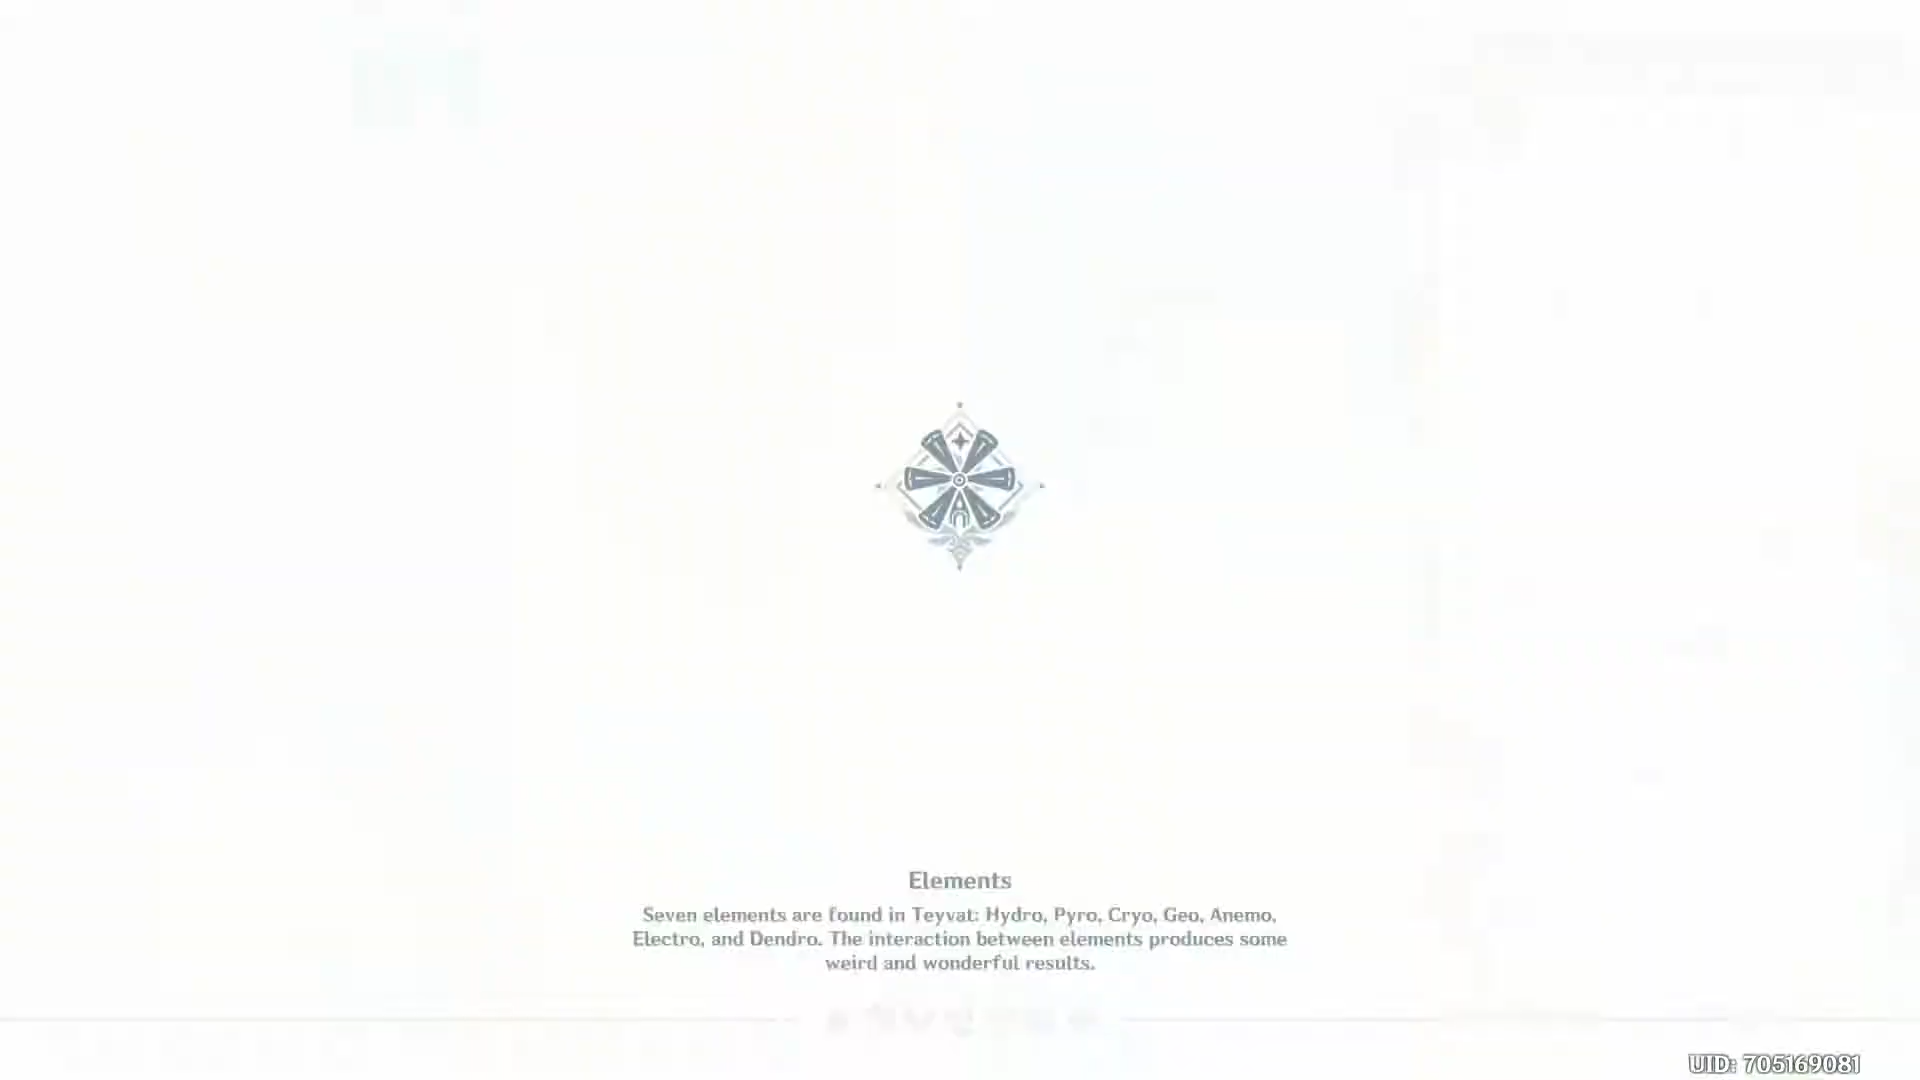 Elements
Seven elements are found in Teyvat: Hydro, Pyro, Cryo, Geo, Anemo,
Electro, and Dendro. The interaction between elements produces some
weird and wonderful results.
UID: 705169081